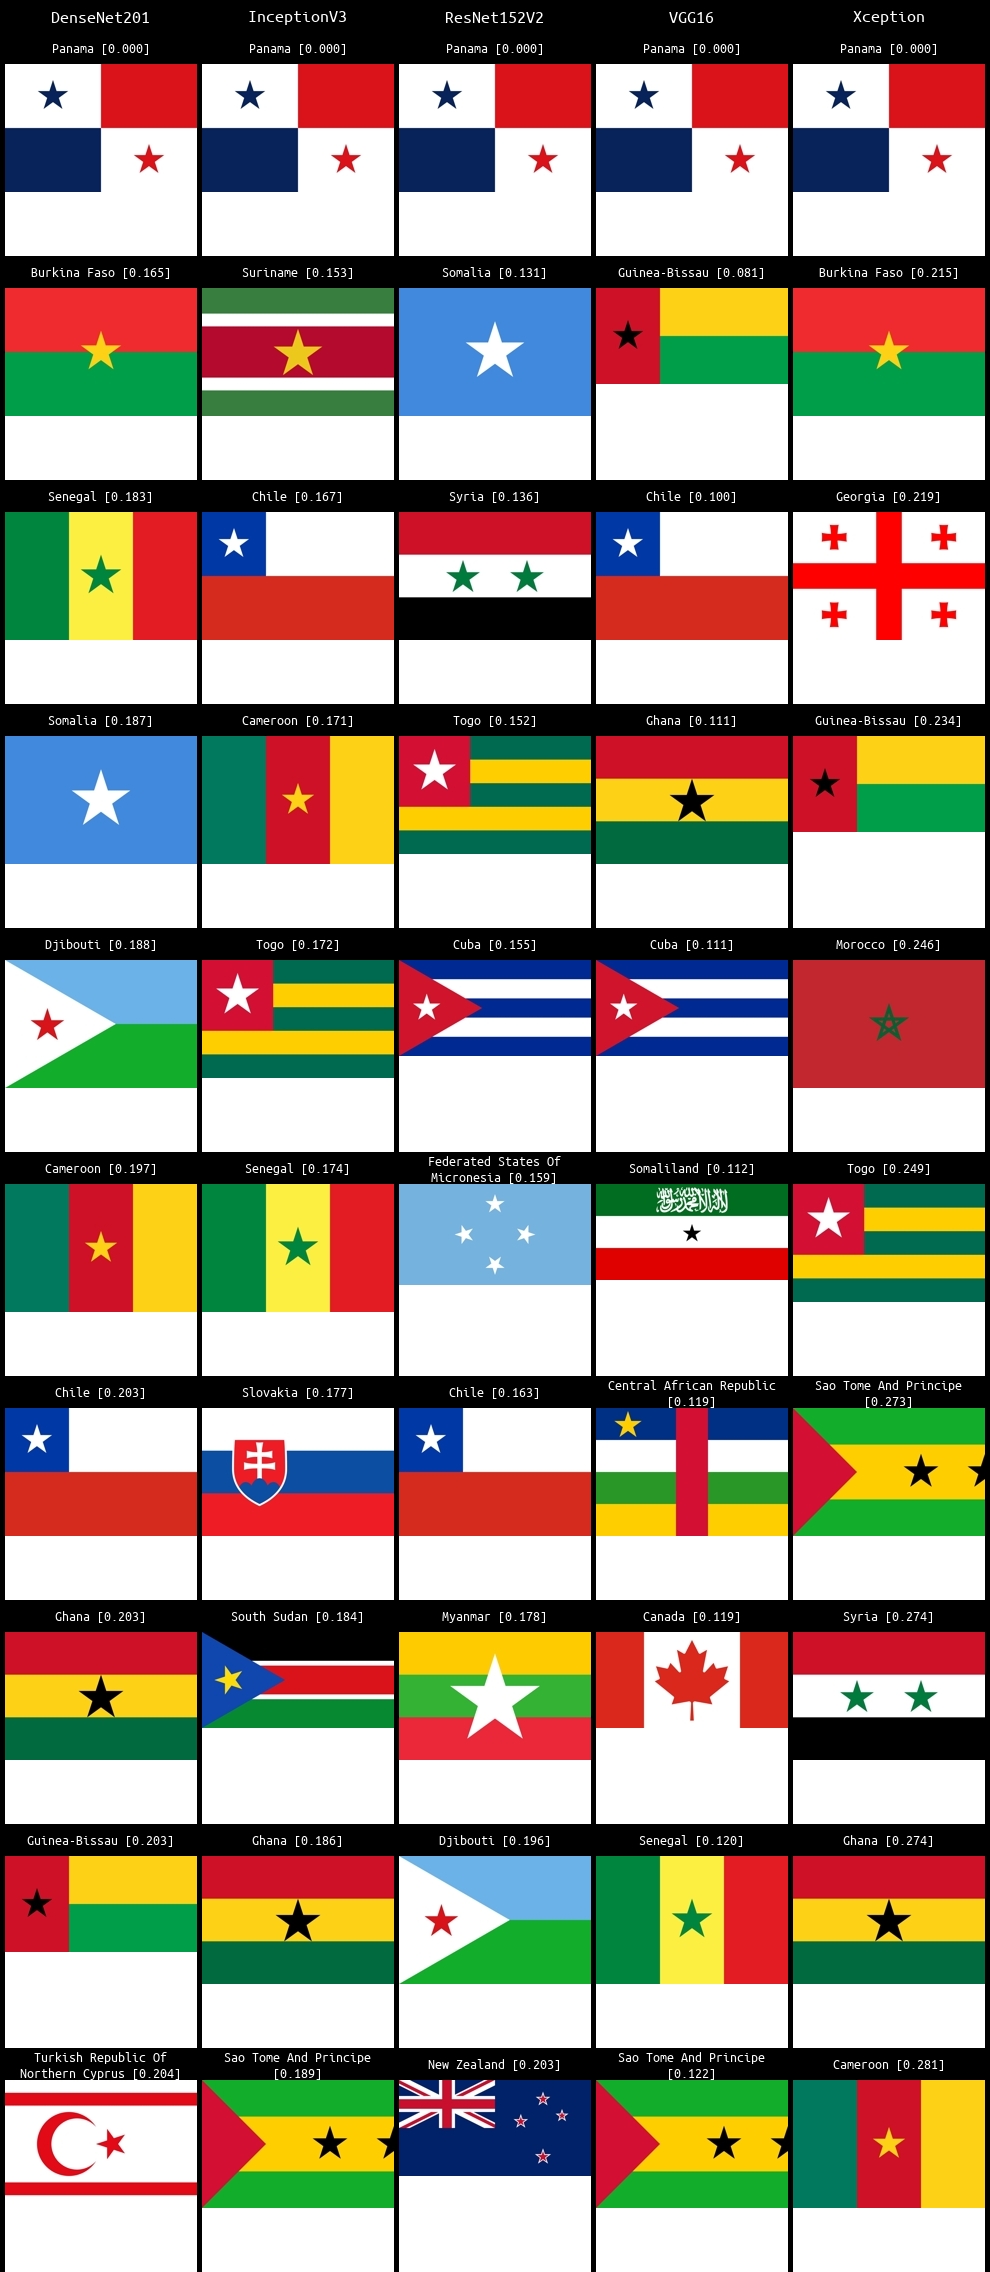 DenseNet201 InceptionV3 ResNet152V2 VGG16 Xception
Panama [0.000] Panama [0.000] Panama [0.000] Panama [0.000] Panama [0.000]
Burkina Faso [0.165] Suriname [0.153] Somalia [0.131] Guinea-Bissau [0.081] Burkina Faso [0.215]
Senegal [0.183] Chile [0.167] Syria [0.136] Chile [0.100] Georgia [0.219]
Somalia [0.187] Cameroon [0.171] Togo [0.152] Ghana [0.111] Guinea-Bissau [0.234]
Djibouti [0.188] Togo [0.172] Cuba [0.155] Cuba [0.111] Morocco [0.246]
Cameroon [0.197] Senegal [0.174] Federated States Of
Micronesia [0.159] Somaliland [0.112] Togo [0.249]
Chile [0.203] Slovakia [0.177] Chile [0.163] Central African Republic
[0.119] Sao Tome And Principe
[0.273]
Ghana [0.203] South Sudan [0.184] Myanmar [0.178] Canada [0.119] Syria [0.274]
Guinea-Bissau [0.203] Ghana [0.186] Djibouti [0.196] Senegal [0.120] Ghana [0.274]
Turkish Republic Of
Northern Cyprus [0.204] Sao Tome And Principe
[0.189] New Zealand [0.203] Sao Tome And Principe
[0.122] Cameroon [0.281]